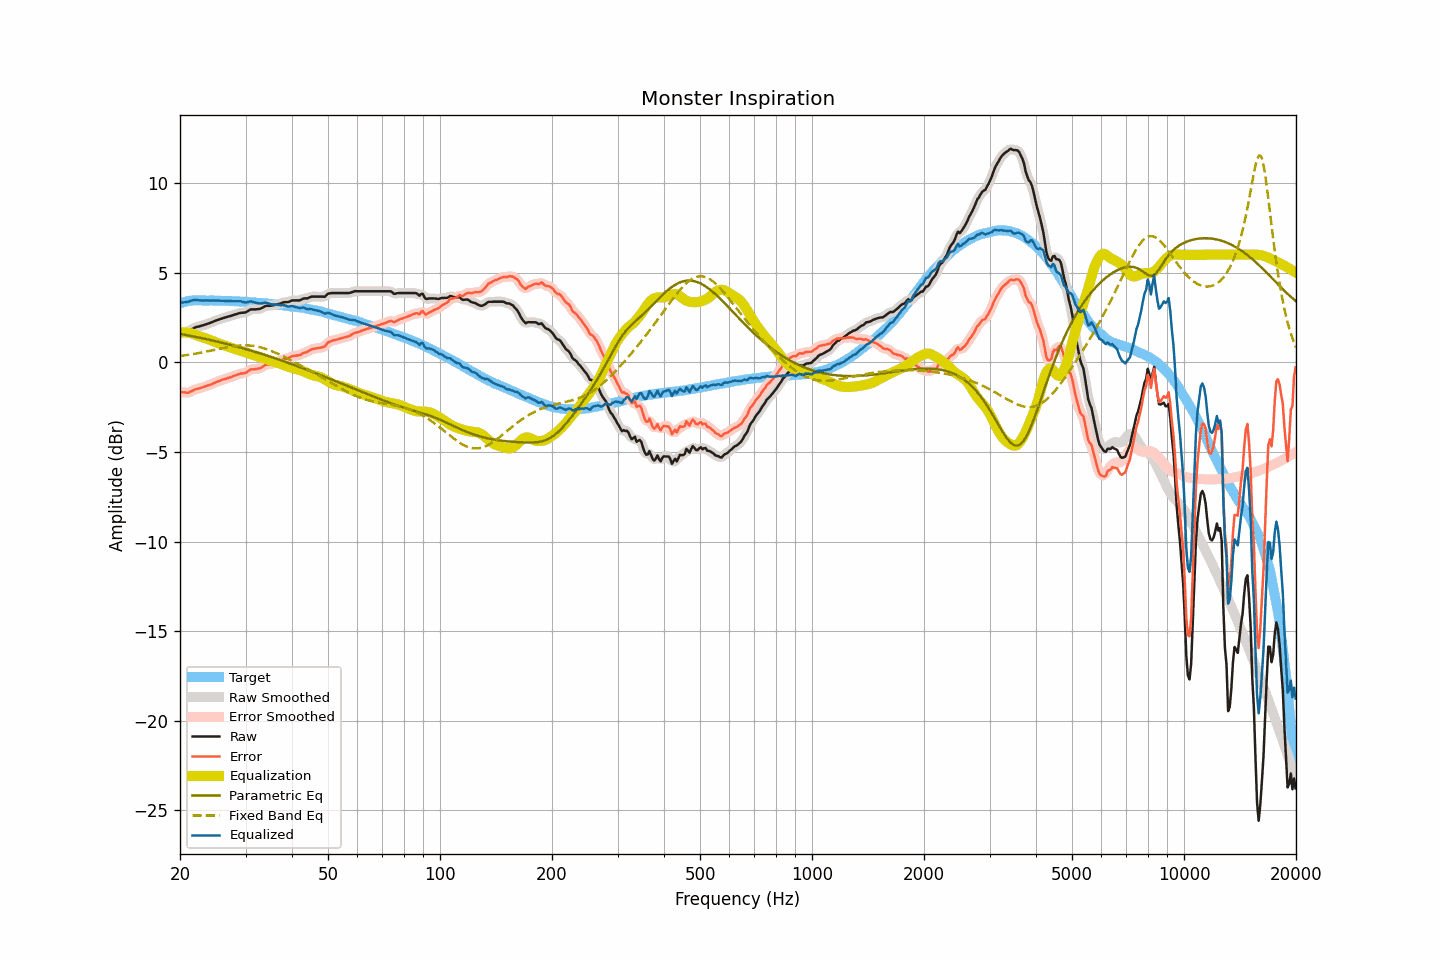 Monster Inspiration
10
5
0
−5
−10
−15
−20
−25
Amplitude (dBr)
Target
Raw Smoothed
Error Smoothed
Raw
Error
Equalization
Parametric Eq
Fixed Band Eq
Equalized
20 50 100 200 500 1000 2000 5000 10000 20000
Frequency (Hz)